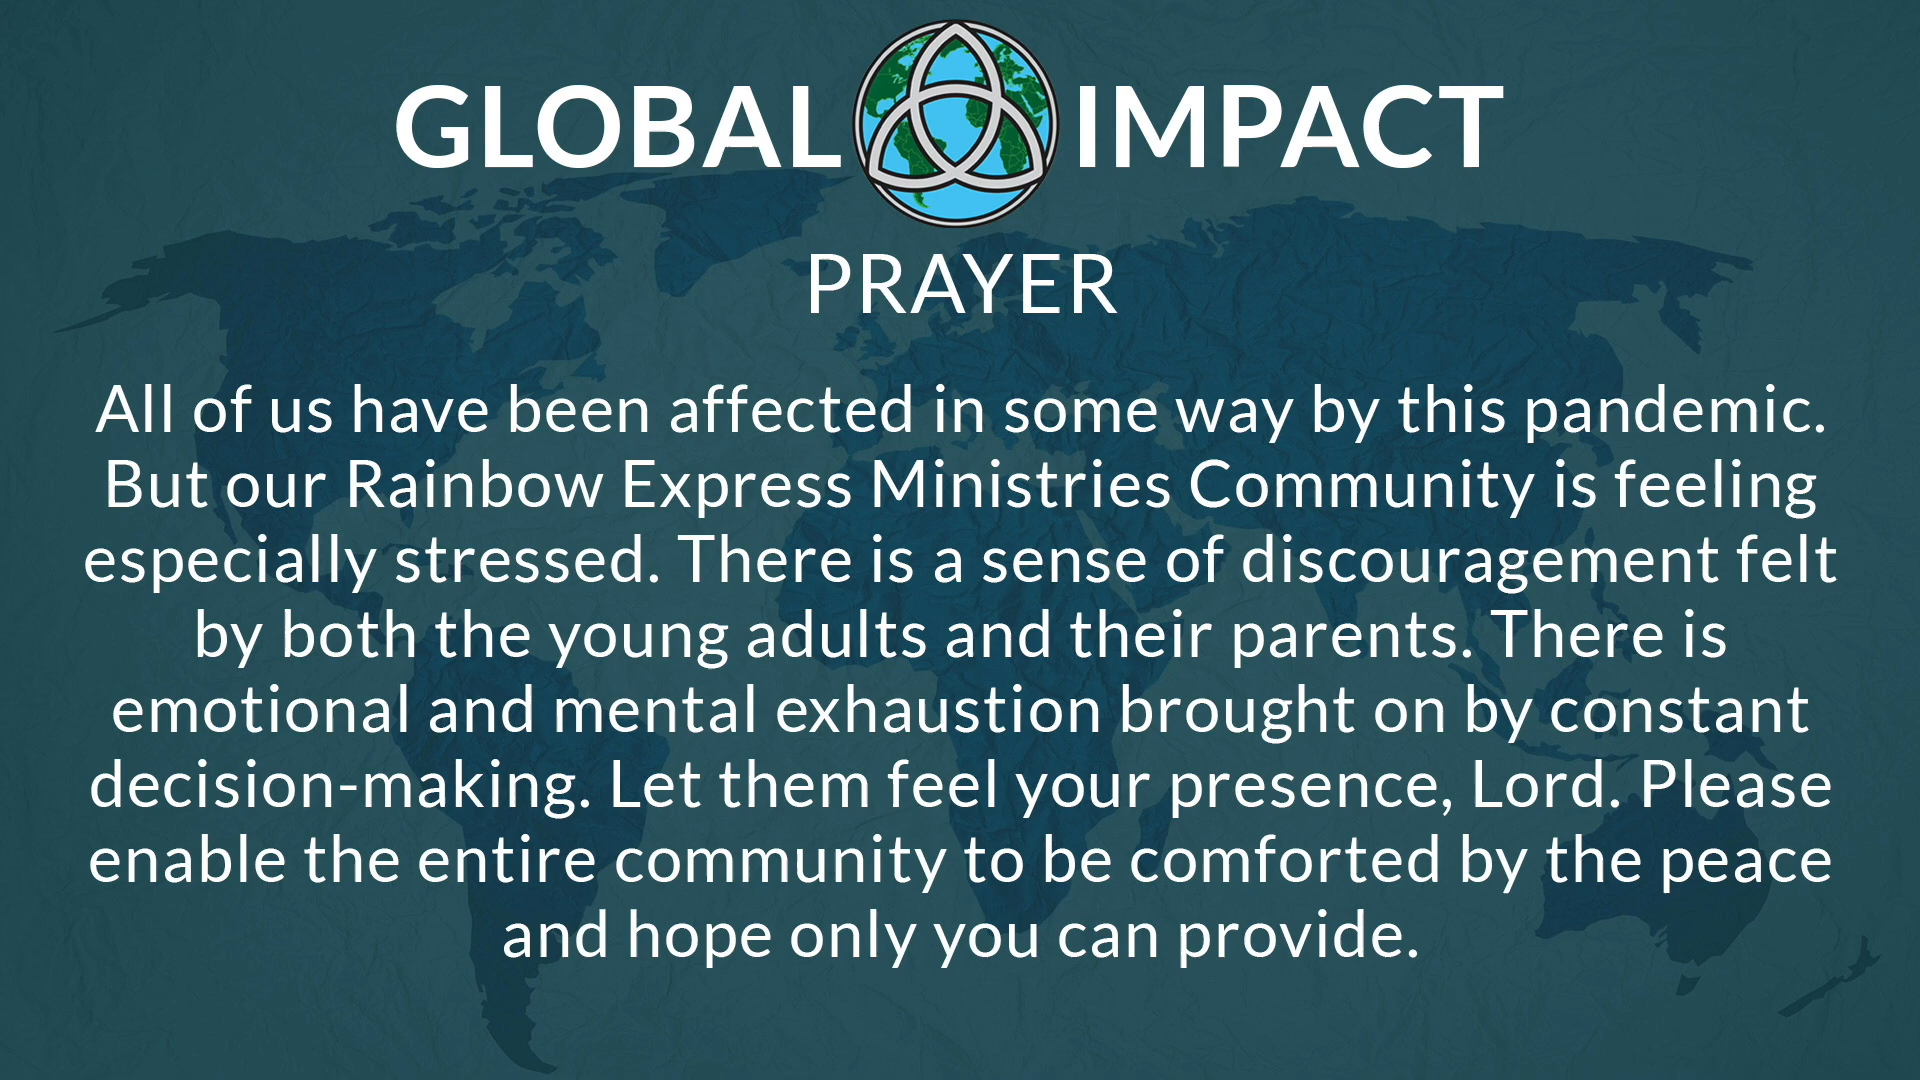 GLOBAL IMPACT
PRAYER
All of us have been affected in some way by this pandemic.
But our Rainbow Express Ministries Community is feeling
especially stressed. There is a sense of discouragement felt
by both the young adults and their parents. There is
emotional and mental exhaustion brought on by constant
decision-making. Let them feel your presence, Lord. Please
enable the entire community to be comforted by the peace
and hope only you can provide.